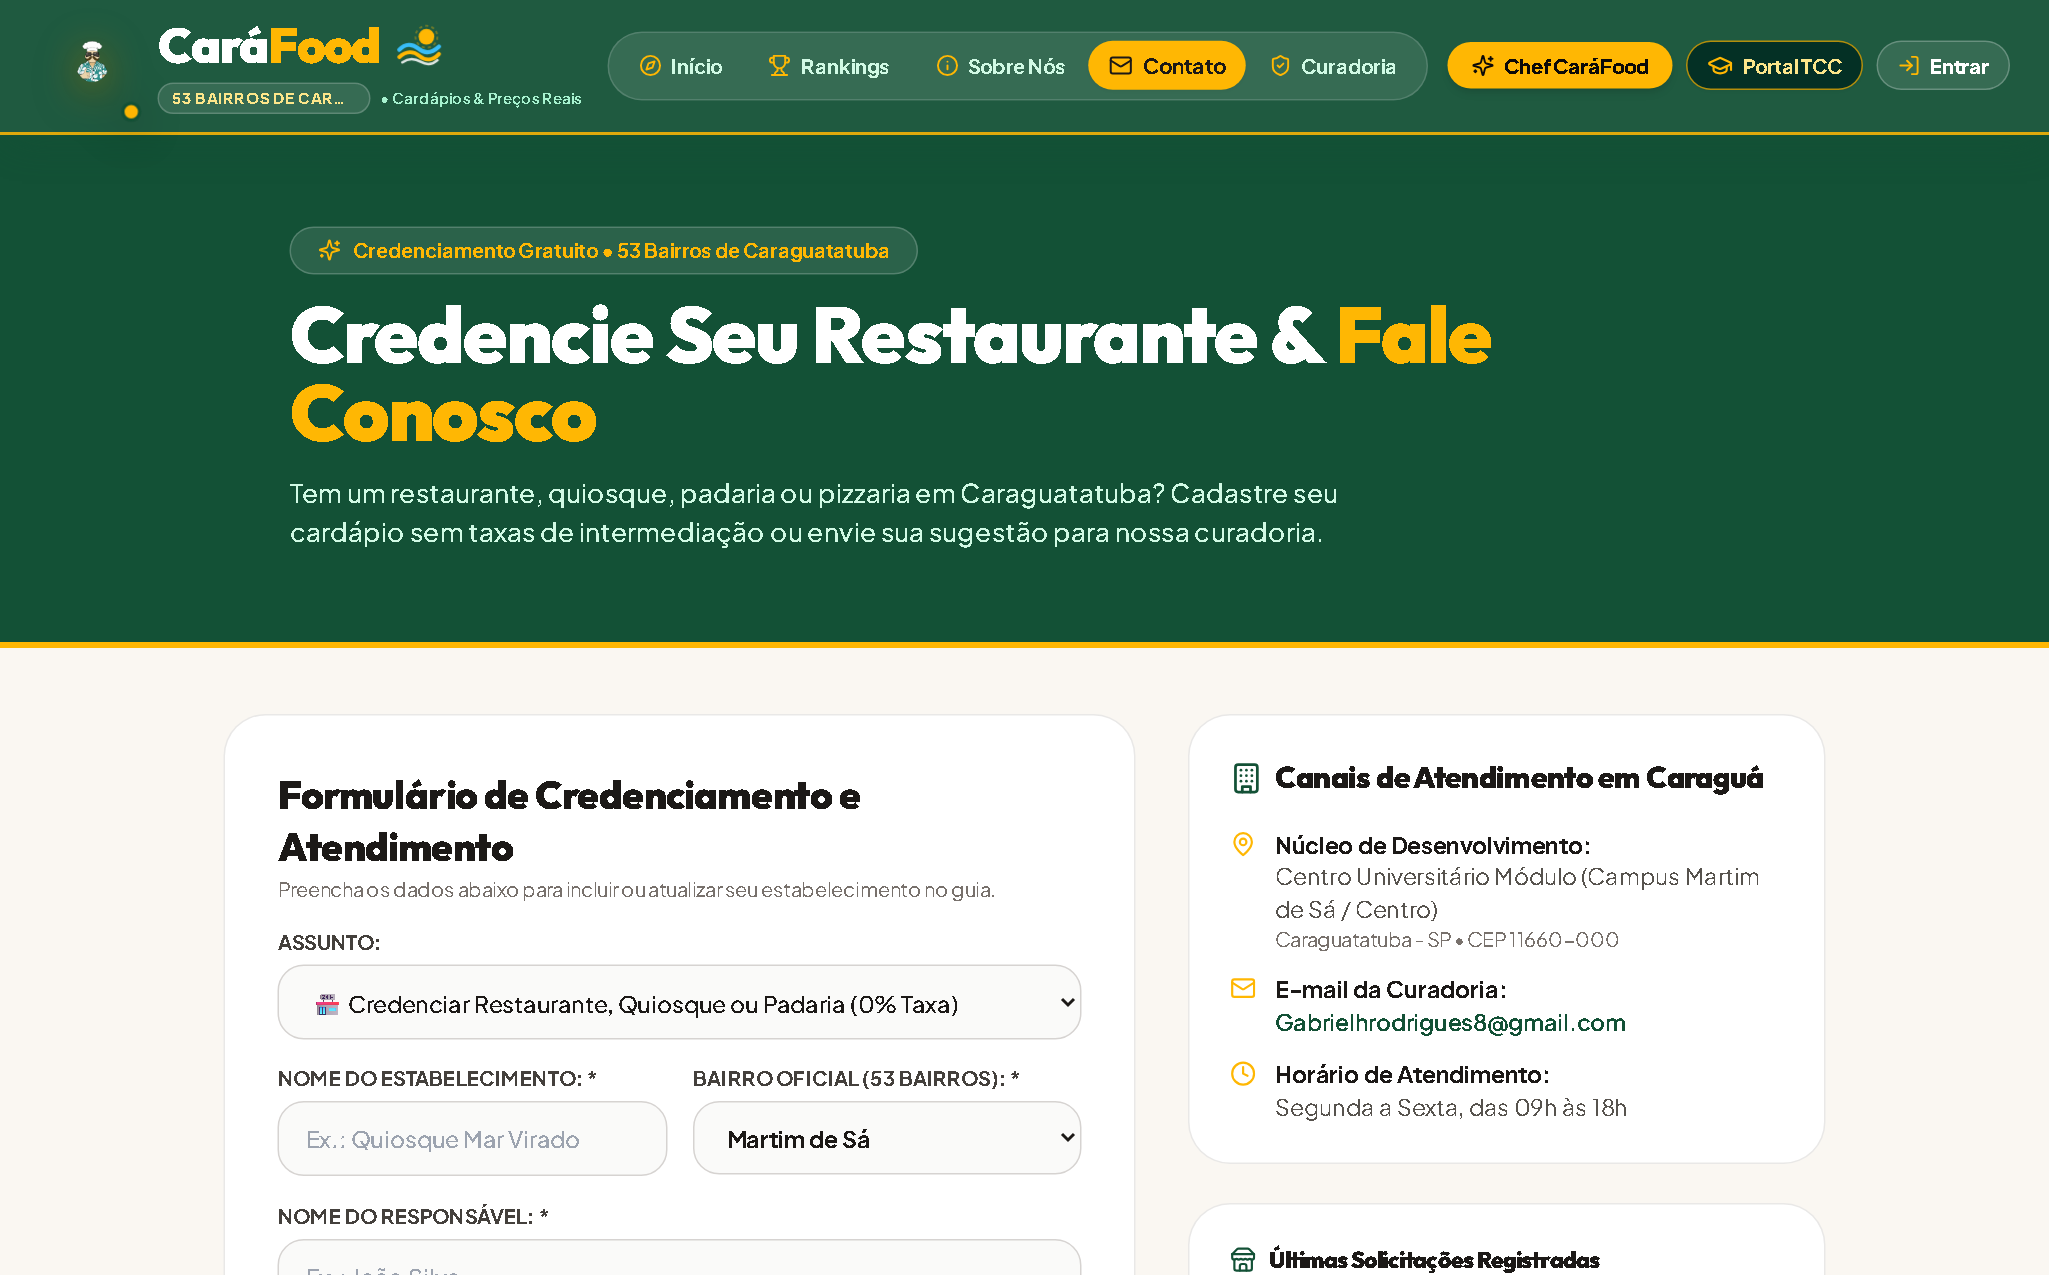 CaráFood
53 BAIRROS DE CAR... • Cardápios & Preços Reais
Início
Rankings
Sobre Nós
Contato
Curadoria
Chef CaráFood
Portal TCC
Entrar
Credenciamento Gratuito • 53 Bairros de Caraguatatuba
Credencie Seu Restaurante & Fale
Conosco
Tem um restaurante, quiosque, padaria ou pizzaria em Caraguatatuba? Cadastre seu
cardápio sem taxas de intermediação ou envie sua sugestão para nossa curadoria.
Formulário de Credenciamento e
Atendimento
Preencha os dados abaixo para incluir ou atualizar seu estabelecimento no guia.
ASSUNTO:
Credenciar Restaurante, Quiosque ou Padaria (0% Taxa)
NOME DO ESTABELECIMENTO: *
Ex.: Quiosque Mar Virado
BAIRRO OFICIAL (53 BAIRROS): *
Martim de Sá
NOME DO RESPONSÁVEL: *
Ex.: João Silva
Canais de Atendimento em Caraguá
Núcleo de Desenvolvimento:
Centro Universitário Módulo (Campus Martim
de Sá / Centro)
Caraguatatuba - SP • CEP 11660-000
E-mail da Curadoria:
Gabrielhrodrigues8@gmail.com
Horário de Atendimento:
Segunda a Sexta, das 09h às 18h
Últimas Solicitações Registradas